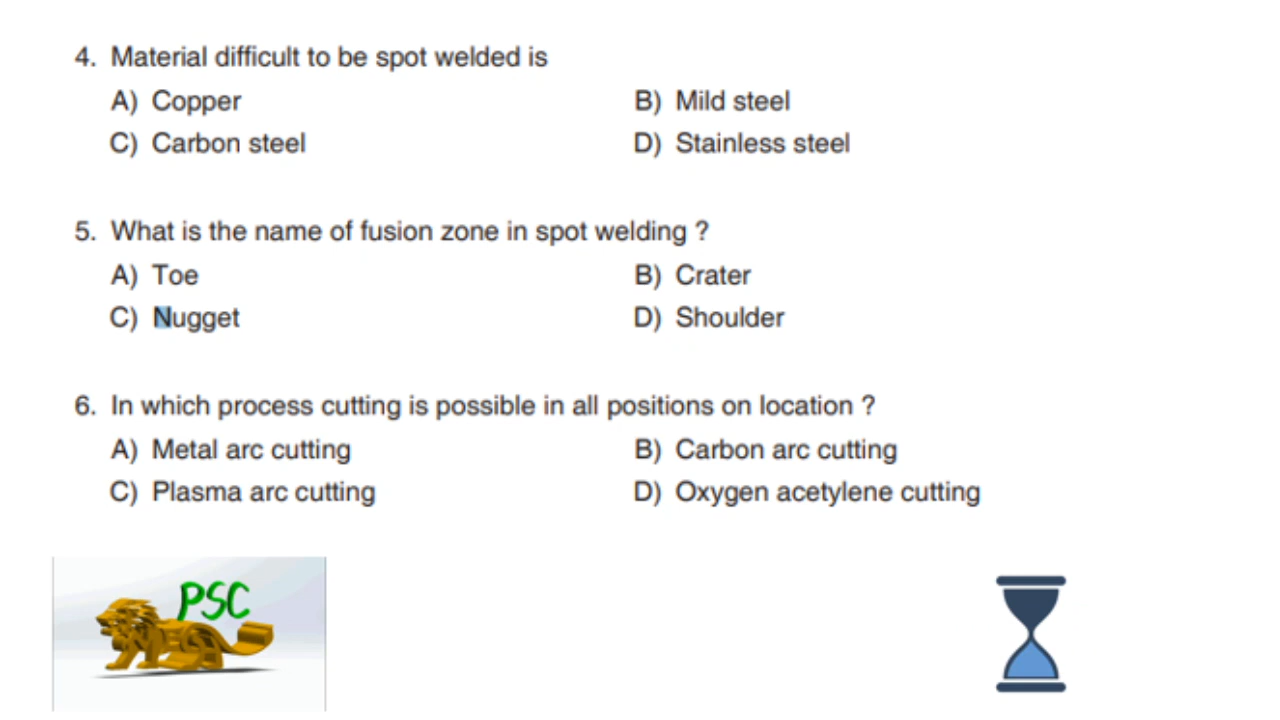 4. Material difficult to be spot welded is
A) Copper B) Mild steel
C) Carbon steel D) Stainless steel
5. What is the name of fusion zone in spot welding ?
A) Toe B) Crater
C) Nugget D) Shoulder
6. In which process cutting is possible in all positions on location ?
A) Metal arc cutting B) Carbon arc cutting
C) Plasma arc cutting D) Oxygen acetylene cutting
PSC